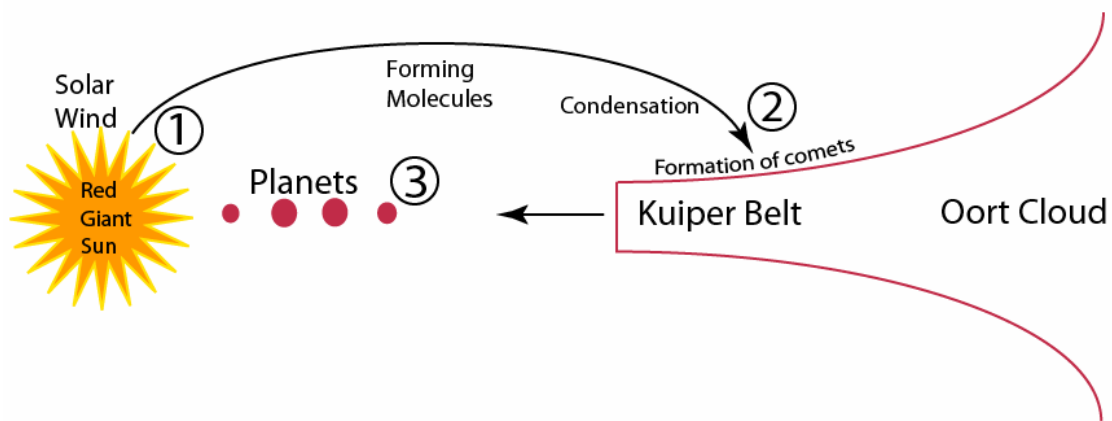 Solar
Wind
1
Forming
Molecules
Condensation
2
Formation of comets
Red
Giant
Sun
Planets
3
Kuiper Belt
Oort Cloud